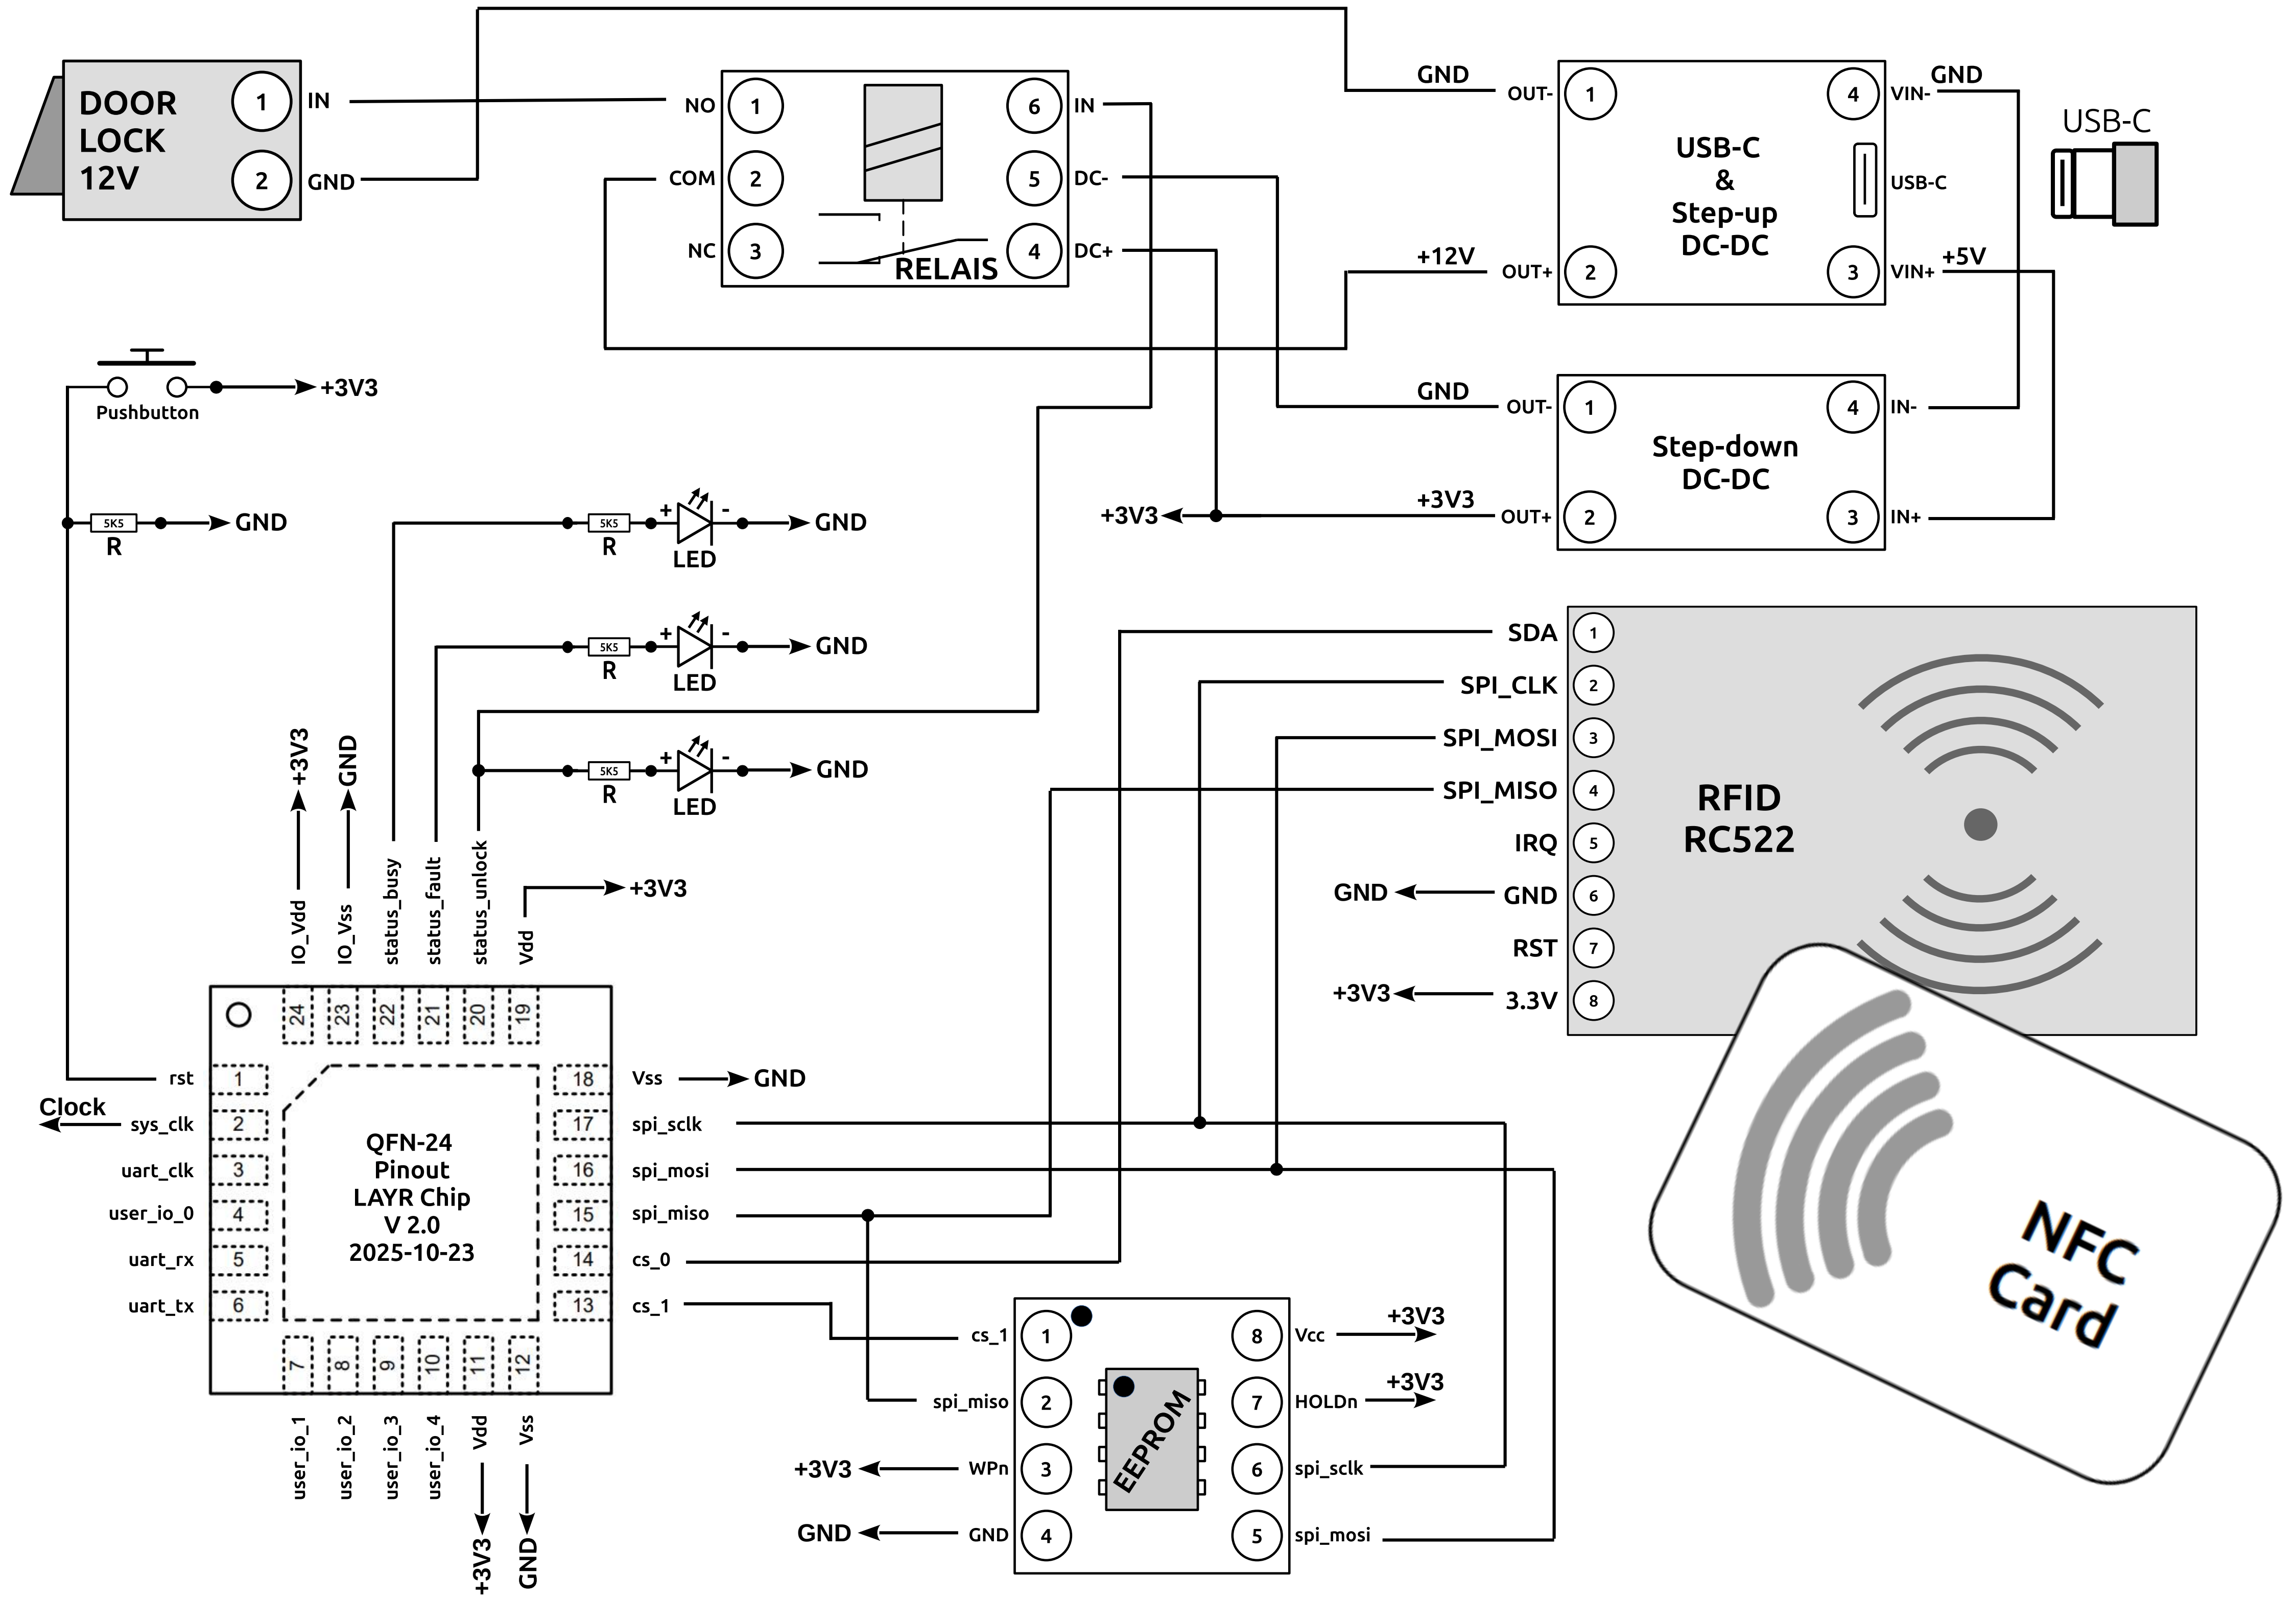 DOOR
LOCK
12V
1
IN
2
GND
NO
1
COM
2
NC
3
RELAIS
6
IN
5
DC-
4
DC+
GND
OUT-
1
+12V
OUT+
2
USB-C
&
Step-up
DC-DC
4
VIN-
GND
USB-C
3
VIN+
+5V
USB-C
GND
OUT-
1
+3V3
+3V3
OUT+
2
Step-down
DC-DC
4
IN-
3
IN+
Pushbutton
+3V3
5K5
R
GND
5K5
R
+
-
LED
GND
5K5
R
+
-
LED
GND
5K5
R
+
-
LED
GND
+3V3
GND
IO_Vdd
IO_Vss
status_busy
status_fault
status_unlock
Vdd
+3V3
24
23
22
21
20
19
rst
1
Clock
sys_clk
2
uart_clk
3
user_io_0
4
uart_rx
5
uart_tx
6
QFN-24
Pinout
LAYR Chip
V 2.0
2025-10-23
18
Vss
GND
17
spi_sclk
16
spi_mosi
15
spi_miso
14
cs_0
13
cs_1
7
8
9
10
11
12
user_io_1
user_io_2
user_io_3
user_io_4
Vdd
Vss
+3V3
GND
SDA
1
SPI_CLK
2
SPI_MOSI
3
SPI_MISO
4
IRQ
5
GND
GND
6
RST
7
+3V3
3.3V
8
RFID
RC522
NFC
Card
cs_1
1
spi_miso
2
+3V3
WPn
3
GND
GND
4
EEPROM
8
Vcc
+3V3
7
HOLDn
+3V3
6
spi_sclk
5
spi_mosi